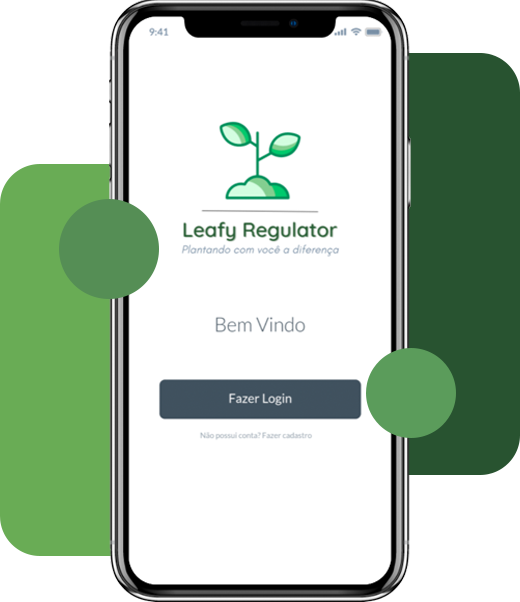 9:41
Leafy Regulator
Plantando com você a diferença
Bem Vindo
Fazer Login
Não possui conta? Fazer cadastro